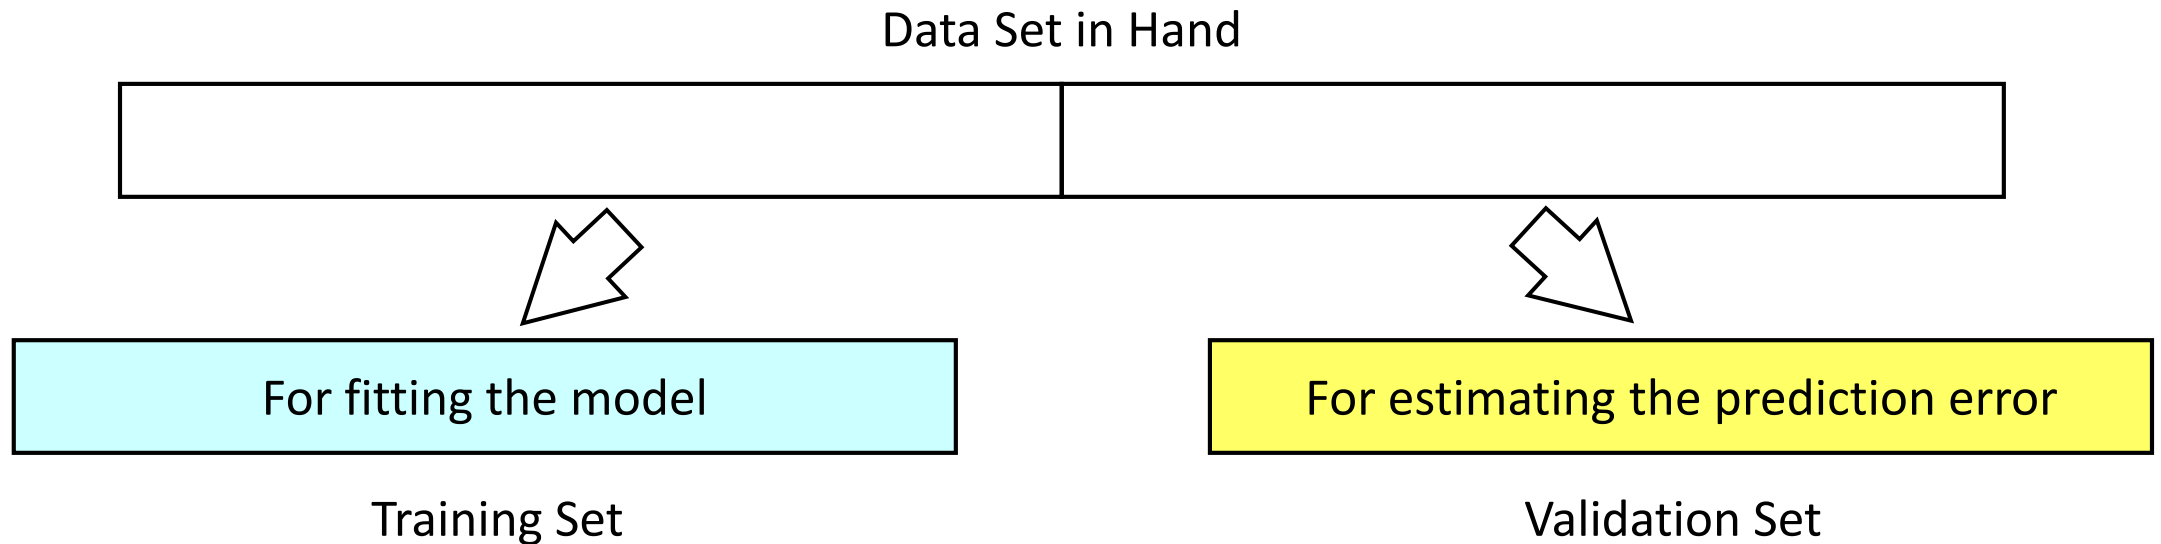 Data Set in Hand
For fitting the model
For estimating the prediction error
Training Set
Validation Set